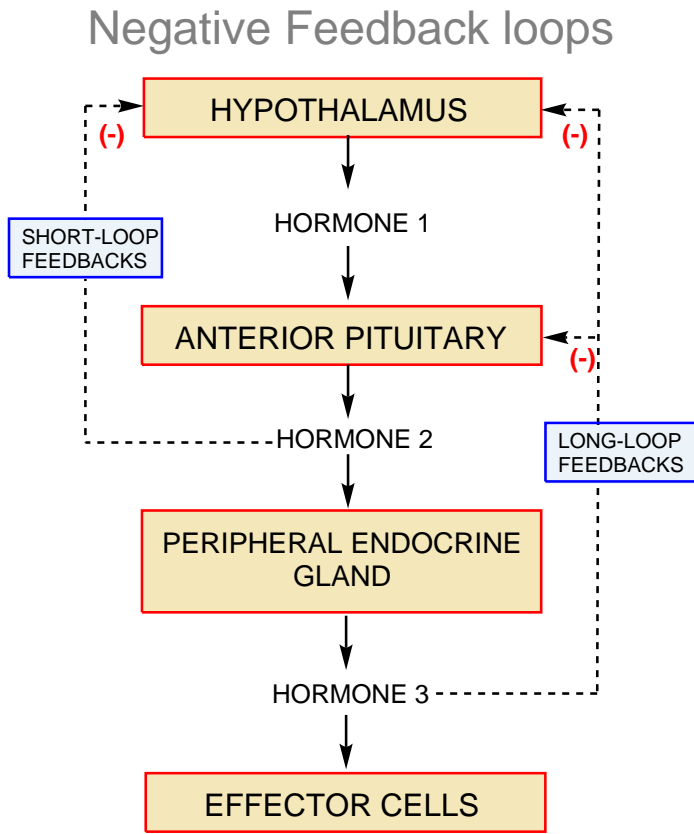 Negative Feedback loops
HYPOTHALAMUS
(-)
(-)
HORMONE 1
SHORT-LOOP
FEEDBACKS
ANTERIOR PITUITARY
(-)
HORMONE 2
LONG-LOOP
FEEDBACKS
PERIPHERAL ENDOCRINE
GLAND
HORMONE 3
EFFECTOR CELLS